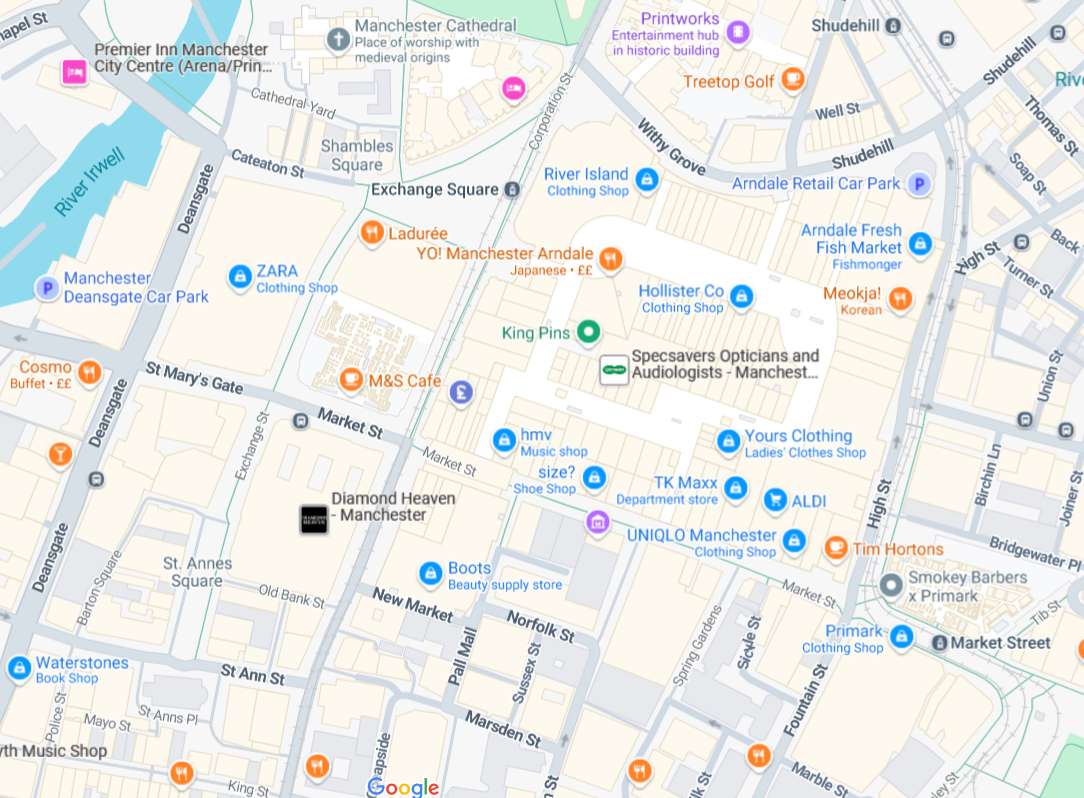 Chapel St
Premier Inn Manchester
City Centre (Arena/Prin...
Manchester Cathedral
Place of worship with
medieval origins
Printworks
Entertainment hub
in historic building
Shudehill
Shudehill
Treetop Golf
Cathedral Yard
Corporation St
Well St
Thomas St
Withy Grove
Shudehill
Soap St
Shambles
Square
Cateaton St
River Irwell
Deansgate
Exchange Square
River Island
Clothing Shop
Arndale Retail Car Park
P
Ladurée
YO! Manchester Arndale
Japanese • ££
Arndale Fresh
Fish Market
Fishmonger
High St
Back
Turner St
ZARA
Clothing Shop
P
Manchester
Deansgate Car Park
Hollister Co
Clothing Shop
Meokja!
Korean
King Pins
Specsavers Opticians and
Audiologists - Manchest...
Cosmo
Buffet • ££
St Mary's Gate
M&S Cafe
£
Union St
Deansgate
Market St
Exchange St
hmv
Music shop
Yours Clothing
Ladies' Clothes Shop
Market St
size?
Shoe Shop
TK Maxx
Department store
ALDI
High St
Birchin Ln
Joiner St
Diamond Heaven
- Manchester
DIAMOND
HEAVEN
UNIQLO Manchester
Clothing Shop
Tim Hortons
Bridgewater Pl
Deansgate
St. Annes
Square
Boots
Beauty supply store
Smokey Barbers
x Primark
Barton Square
Old Bank St
New Market
Market St
Tib St
Norfolk St
Spring Gardens
Sickle St
Primark
Clothing Shop
Market Street
Waterstones
Book Shop
St Ann St
Pall Mall
Sussex St
Fountain St
Police St
St Anns Pl
Mayo St
Marsden St
yth Music Shop
King St
Marble St
Google